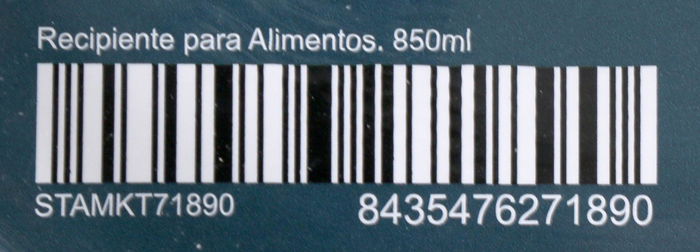 Recipiente para Alimentos. 850ml
STAMKT71890
8435476271890